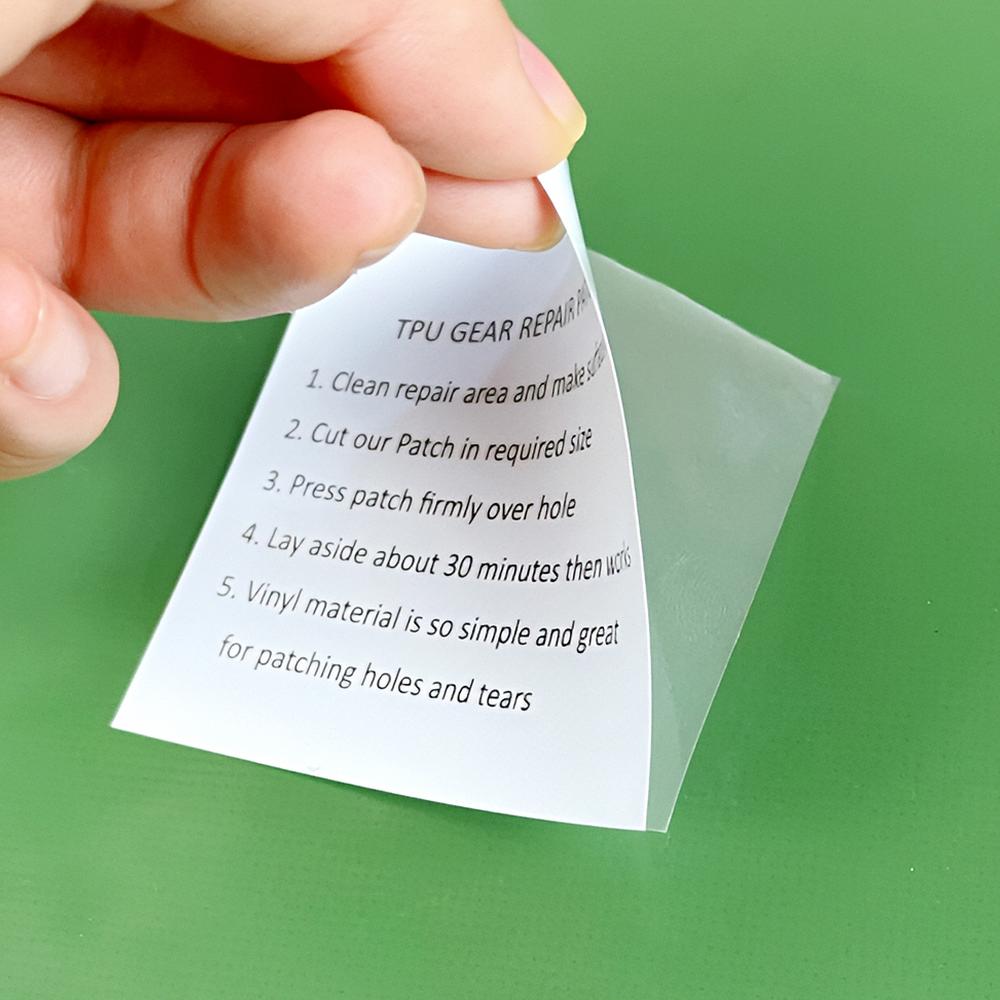 TPU GEAR REPAIR
1. Clean repair area and make
2. Cut our Patch in required size
3. Press patch firmly over hole
4. Lay aside about 30 minutes then works
5. Vinyl material is so simple and great
for patching holes and tears